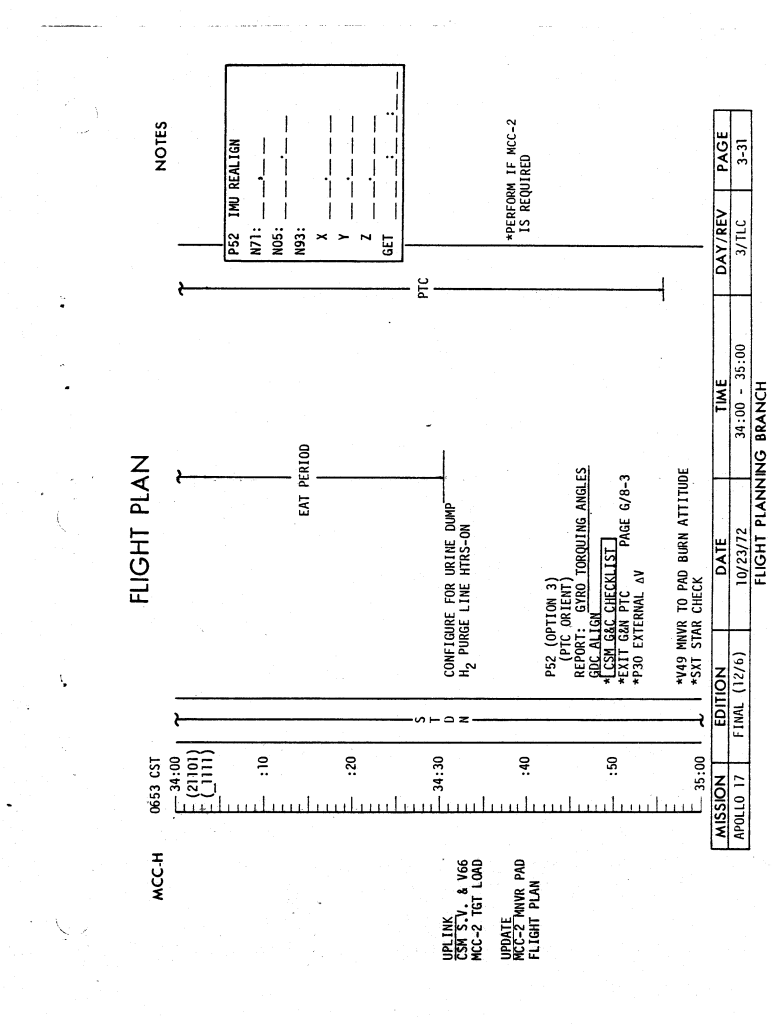 FLIGHT PLAN
MCC-H
0653 CST
NOTES
34:00
(21101)
(_1111)
:10
:20
34:30
:40
:50
35:00
UPLINK
CSM S.V. & V66
MCC-2 TGT LOAD
UPDATE
MCC-2 MNVR PAD
FLIGHT PLAN
S
T
D
N
EAT PERIOD
CONFIGURE FOR URINE DUMP
H2 PURGE LINE HTRS-ON
P52 (OPTION 3)
(PTC ORIENT)
REPORT: GYRO TORQUING ANGLES
GDC ALIGN
* CSM G&C CHECKLIST
*EXIT G&N PTC PAGE G/8-3
*P30 EXTERNAL ΔV
*V49 MNVR TO PAD BURN ATTITUDE
*SXT STAR CHECK
PTC
P52 IMU REALIGN
N71: ___,___
N05: ___.__
N93:
X ___.___
Y ___.___
Z ___.___
GET ___:__:__
*PERFORM IF MCC-2
IS REQUIRED
MISSION EDITION DATE TIME DAY/REV PAGE
APOLLO 17 FINAL (12/6) 10/23/72 34:00 - 35:00 3/TLC 3-31
FLIGHT PLANNING BRANCH